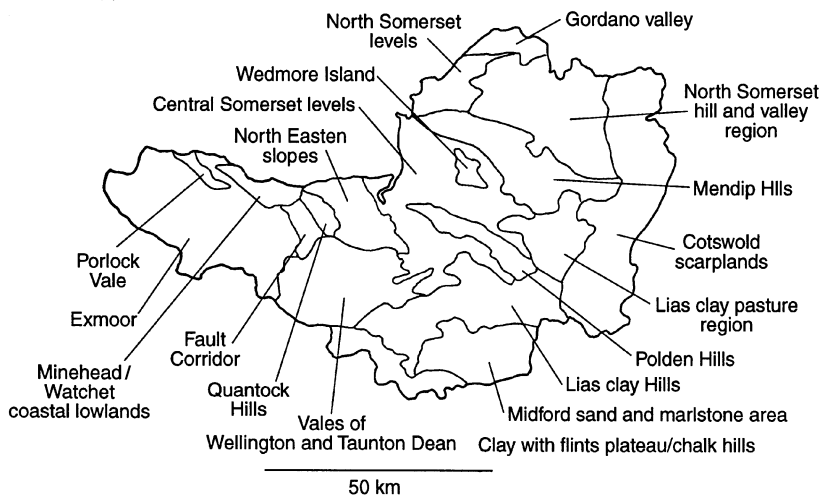 North Somerset
levels
Gordano valley
Wedmore Island
Central Somerset levels
North Easten
slopes
North Somerset
hill and valley
region
Mendip Hlls
Cotswold
scarplands
Lias clay pasture
region
Polden Hills
Lias clay Hills
Midford sand and marlstone area
Clay with flints plateau/chalk hills
Porlock
Vale
Exmoor
Minehead/
Watchet
coastal lowlands
Fault
Corridor
Quantock
Hills
Vales of
Wellington and Taunton Dean
50 km